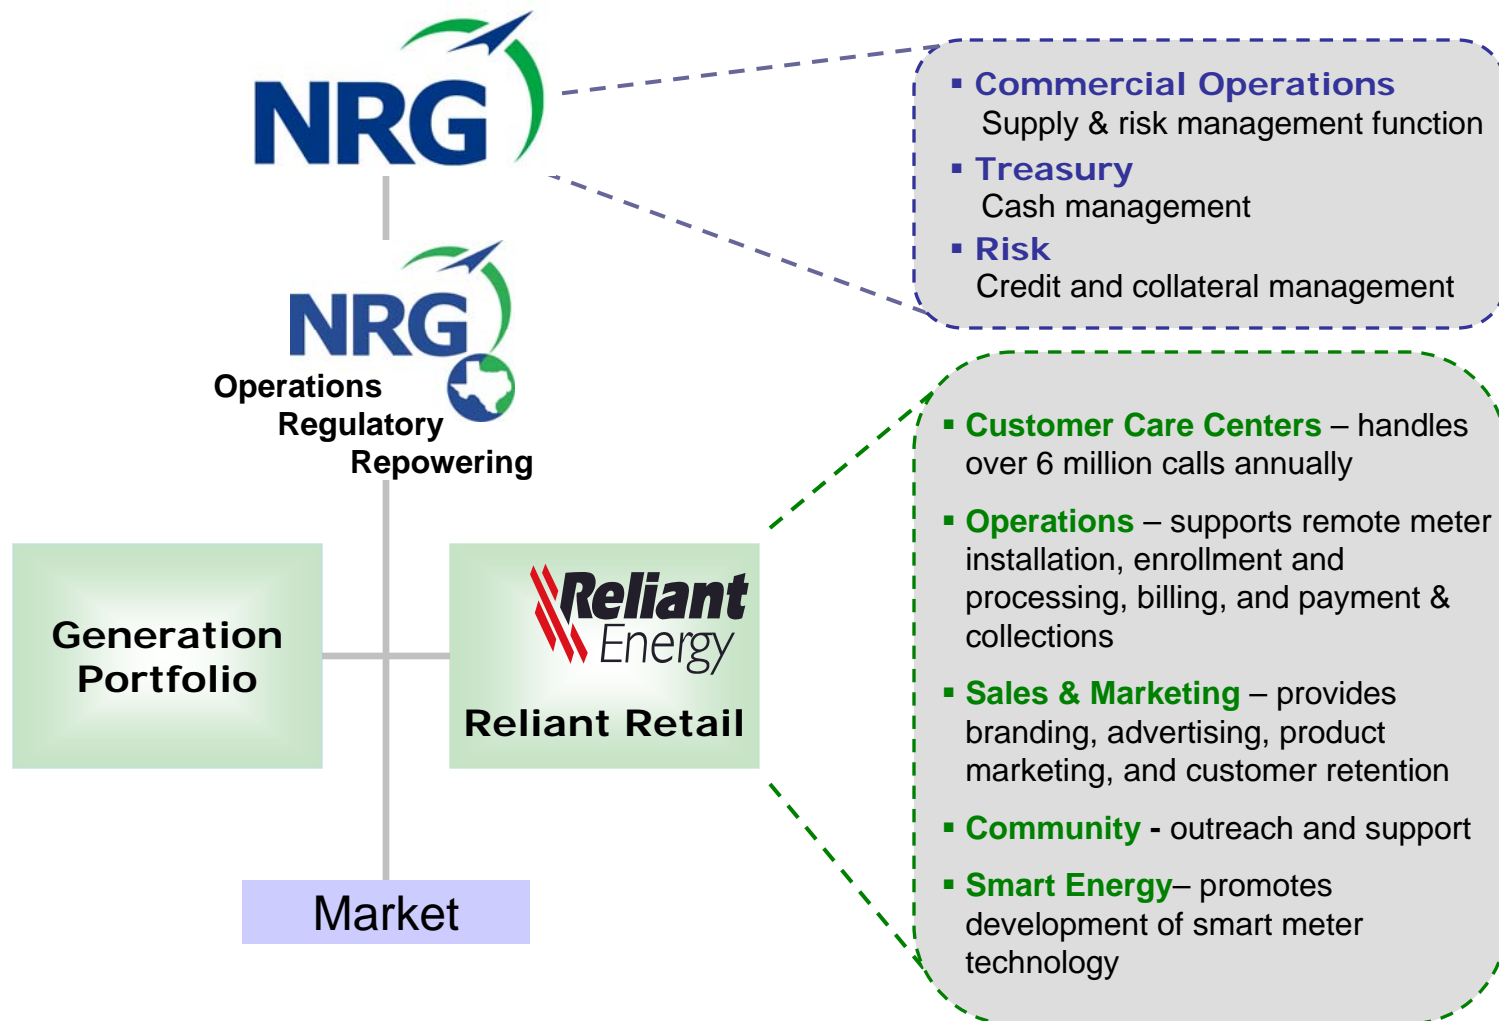 NRG
NRG
Operations
Regulatory
Repowering
Generation
Portfolio
Reliant
Energy
Reliant Retail
Market
▪ Commercial Operations
Supply & risk management function
▪ Treasury
Cash management
▪ Risk
Credit and collateral management
▪ Customer Care Centers – handles
over 6 million calls annually
▪ Operations – supports remote meter
installation, enrollment and
processing, billing, and payment &
collections
▪ Sales & Marketing – provides
branding, advertising, product
marketing, and customer retention
▪ Community - outreach and support
▪ Smart Energy– promotes
development of smart meter
technology